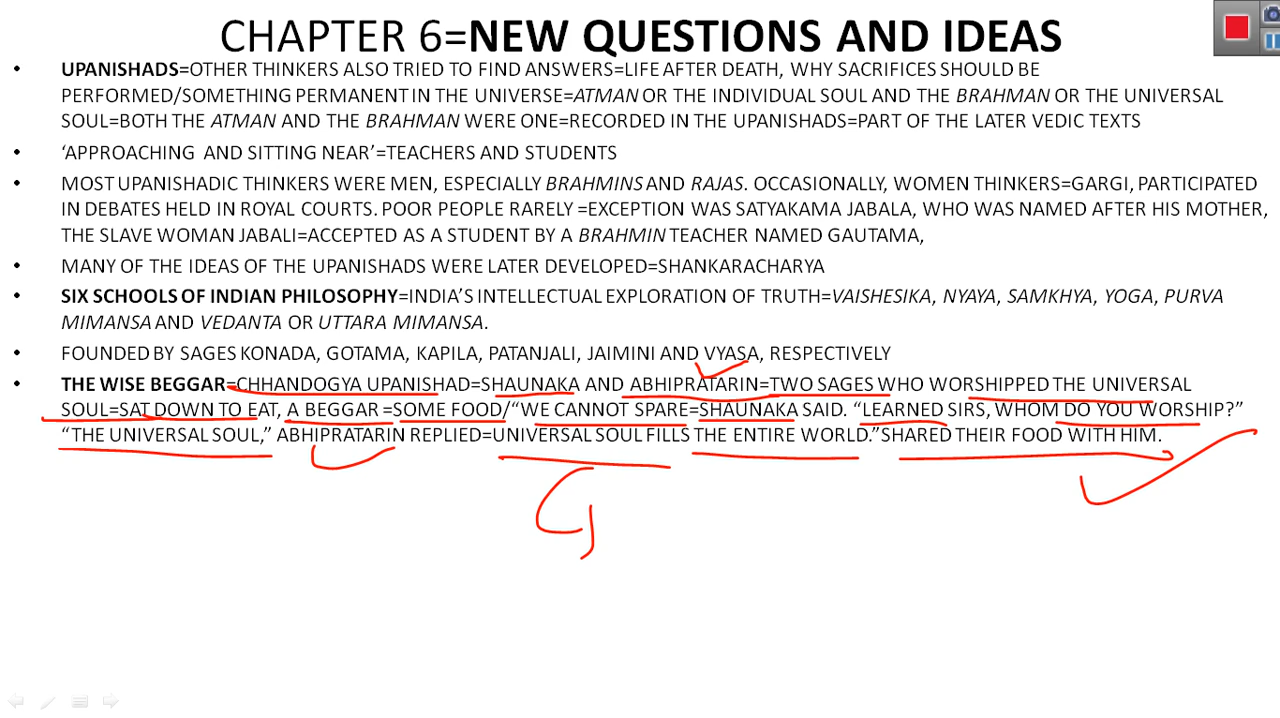 CHAPTER 6=NEW QUESTIONS AND IDEAS
• UPANISHADS=OTHER THINKERS ALSO TRIED TO FIND ANSWERS=LIFE AFTER DEATH, WHY SACRIFICES SHOULD BE
PERFORMED/SOMETHING PERMANENT IN THE UNIVERSE=ATMAN OR THE INDIVIDUAL SOUL AND THE BRAHMAN OR THE UNIVERSAL
SOUL=BOTH THE ATMAN AND THE BRAHMAN WERE ONE=RECORDED IN THE UPANISHADS=PART OF THE LATER VEDIC TEXTS
• ‘APPROACHING AND SITTING NEAR’=TEACHERS AND STUDENTS
• MOST UPANISHADIC THINKERS WERE MEN, ESPECIALLY BRAHMINS AND RAJAS. OCCASIONALLY, WOMEN THINKERS=GARGI, PARTICIPATED
IN DEBATES HELD IN ROYAL COURTS. POOR PEOPLE RARELY =EXCEPTION WAS SATYAKAMA JABALA, WHO WAS NAMED AFTER HIS MOTHER,
THE SLAVE WOMAN JABALI=ACCEPTED AS A STUDENT BY A BRAHMIN TEACHER NAMED GAUTAMA,
• MANY OF THE IDEAS OF THE UPANISHADS WERE LATER DEVELOPED=SHANKARACHARYA
• SIX SCHOOLS OF INDIAN PHILOSOPHY=INDIA’S INTELLECTUAL EXPLORATION OF TRUTH=VAISHESIKA, NYAYA, SAMKHYA, YOGA, PURVA
MIMANSA AND VEDANTA OR UTTARA MIMANSA.
• FOUNDED BY SAGES KONADA, GOTAMA, KAPILA, PATANJALI, JAIMINI AND VYASA, RESPECTIVELY
• THE WISE BEGGAR=CHHANDOGYA UPANISHAD=SHAUNAKA AND ABHIPRATARIN=TWO SAGES WHO WORSHIPPED THE UNIVERSAL
SOUL=SAT DOWN TO EAT, A BEGGAR =SOME FOOD/“WE CANNOT SPARE=SHAUNAKA SAID. “LEARNED SIRS, WHOM DO YOU WORSHIP?”
“THE UNIVERSAL SOUL,” ABHIPRATARIN REPLIED=UNIVERSAL SOUL FILLS THE ENTIRE WORLD.”SHARED THEIR FOOD WITH HIM.